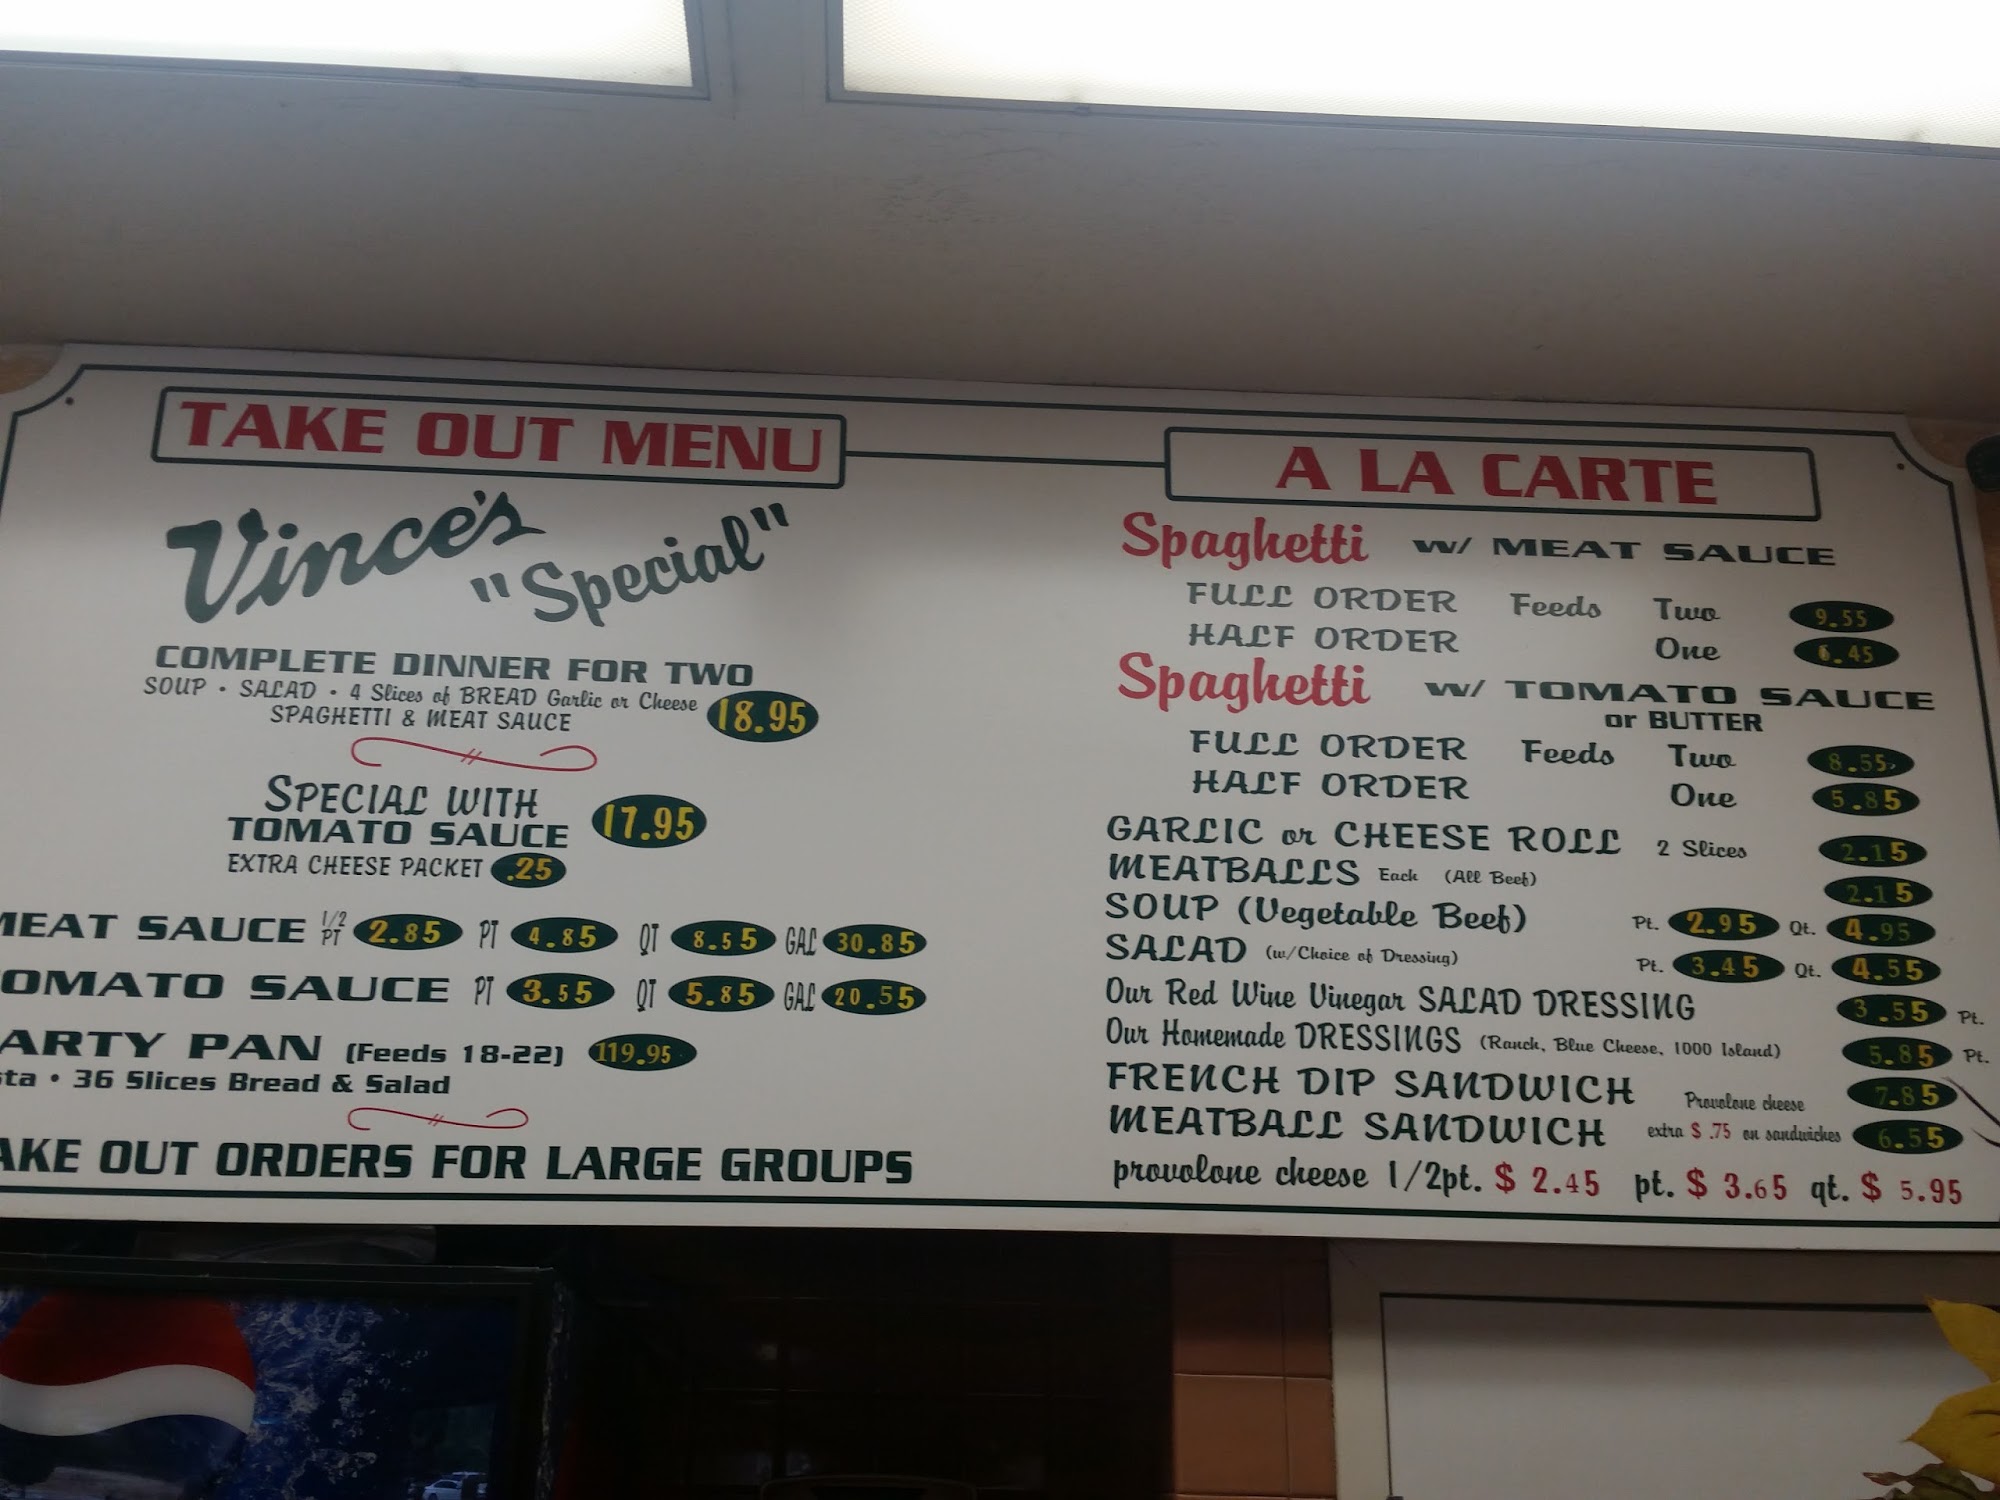 TAKE OUT MENU
Vince's
"Special"
COMPLETE DINNER FOR TWO
SOUP • SALAD • 4 Slices of BREAD Garlic or Cheese
SPAGHETTI & MEAT SAUCE 18.95
SPECIAL WITH
TOMATO SAUCE 17.95
EXTRA CHEESE PACKET .25
MEAT SAUCE 1/2 PT 2.85 PT 4.85 QT 8.55 GAL 30.85
TOMATO SAUCE PT 3.55 QT 5.85 GAL 20.55
ARTY PAN (Feeds 18-22) 119.95
sta • 36 Slices Bread & Salad
AKE OUT ORDERS FOR LARGE GROUPS
A LA CARTE
Spaghetti w/ MEAT SAUCE
FULL ORDER Feeds Two 9.55
HALF ORDER One 6.45
Spaghetti w/ TOMATO SAUCE
or BUTTER
FULL ORDER Feeds Two 8.55
HALF ORDER One 5.85
GARLIC or CHEESE ROLL 2 Slices 2.15
MEATBALLS Each (All Beef) 2.15
SOUP (Vegetable Beef) Pt. 2.95 Qt. 4.95
SALAD (w/Choice of Dressing) Pt. 3.45 Qt. 4.55
Our Red Wine Vinegar SALAD DRESSING 3.55 Pt.
Our Homemade DRESSINGS (Ranch, Blue Cheese, 1000 Island) 5.85 Pt.
FRENCH DIP SANDWICH Provolone cheese 7.85
MEATBALL SANDWICH extra $ .75 on sandwiches 6.55
provolone cheese 1/2pt. $ 2.45 pt. $ 3.65 qt. $ 5.95